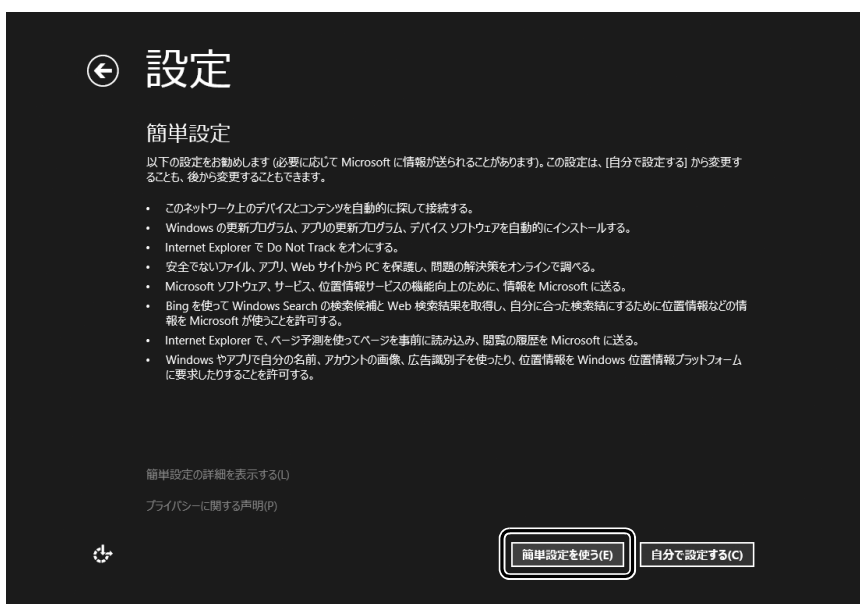 設定
簡単設定
以下の設定をお勧めします (必要に応じて Microsoft に情報が送られることがあります)。この設定は、[自分で設定する] から変更す
ることも、後から変更することもできます。
• このネットワーク上のデバイスとコンテンツを自動的に探して接続する。
• Windows の更新プログラム、アプリの更新プログラム、デバイス ソフトウェアを自動的にインストールする。
• Internet Explorer で Do Not Track をオンにする。
• 安全でないファイル、アプリ、Web サイトから PC を保護し、問題の解決策をオンラインで調べる。
• Microsoft ソフトウェア、サービス、位置情報サービスの機能向上のために、情報を Microsoft に送る。
• Bing を使って Windows Search の検索候補と Web 検索結果を取得し、自分に合った検索結にするために位置情報などの情
報を Microsoft が使うことを許可する。
• Internet Explorer で、ページ予測を使ってページを事前に読み込み、閲覧の履歴を Microsoft に送る。
• Windows やアプリで自分の名前、アカウントの画像、広告識別子を使ったり、位置情報を Windows 位置情報プラットフォーム
に要求したりすることを許可する。
簡単設定の詳細を表示する(L)
プライバシーに関する声明(P)
簡単設定を使う(E) 自分で設定する(C)